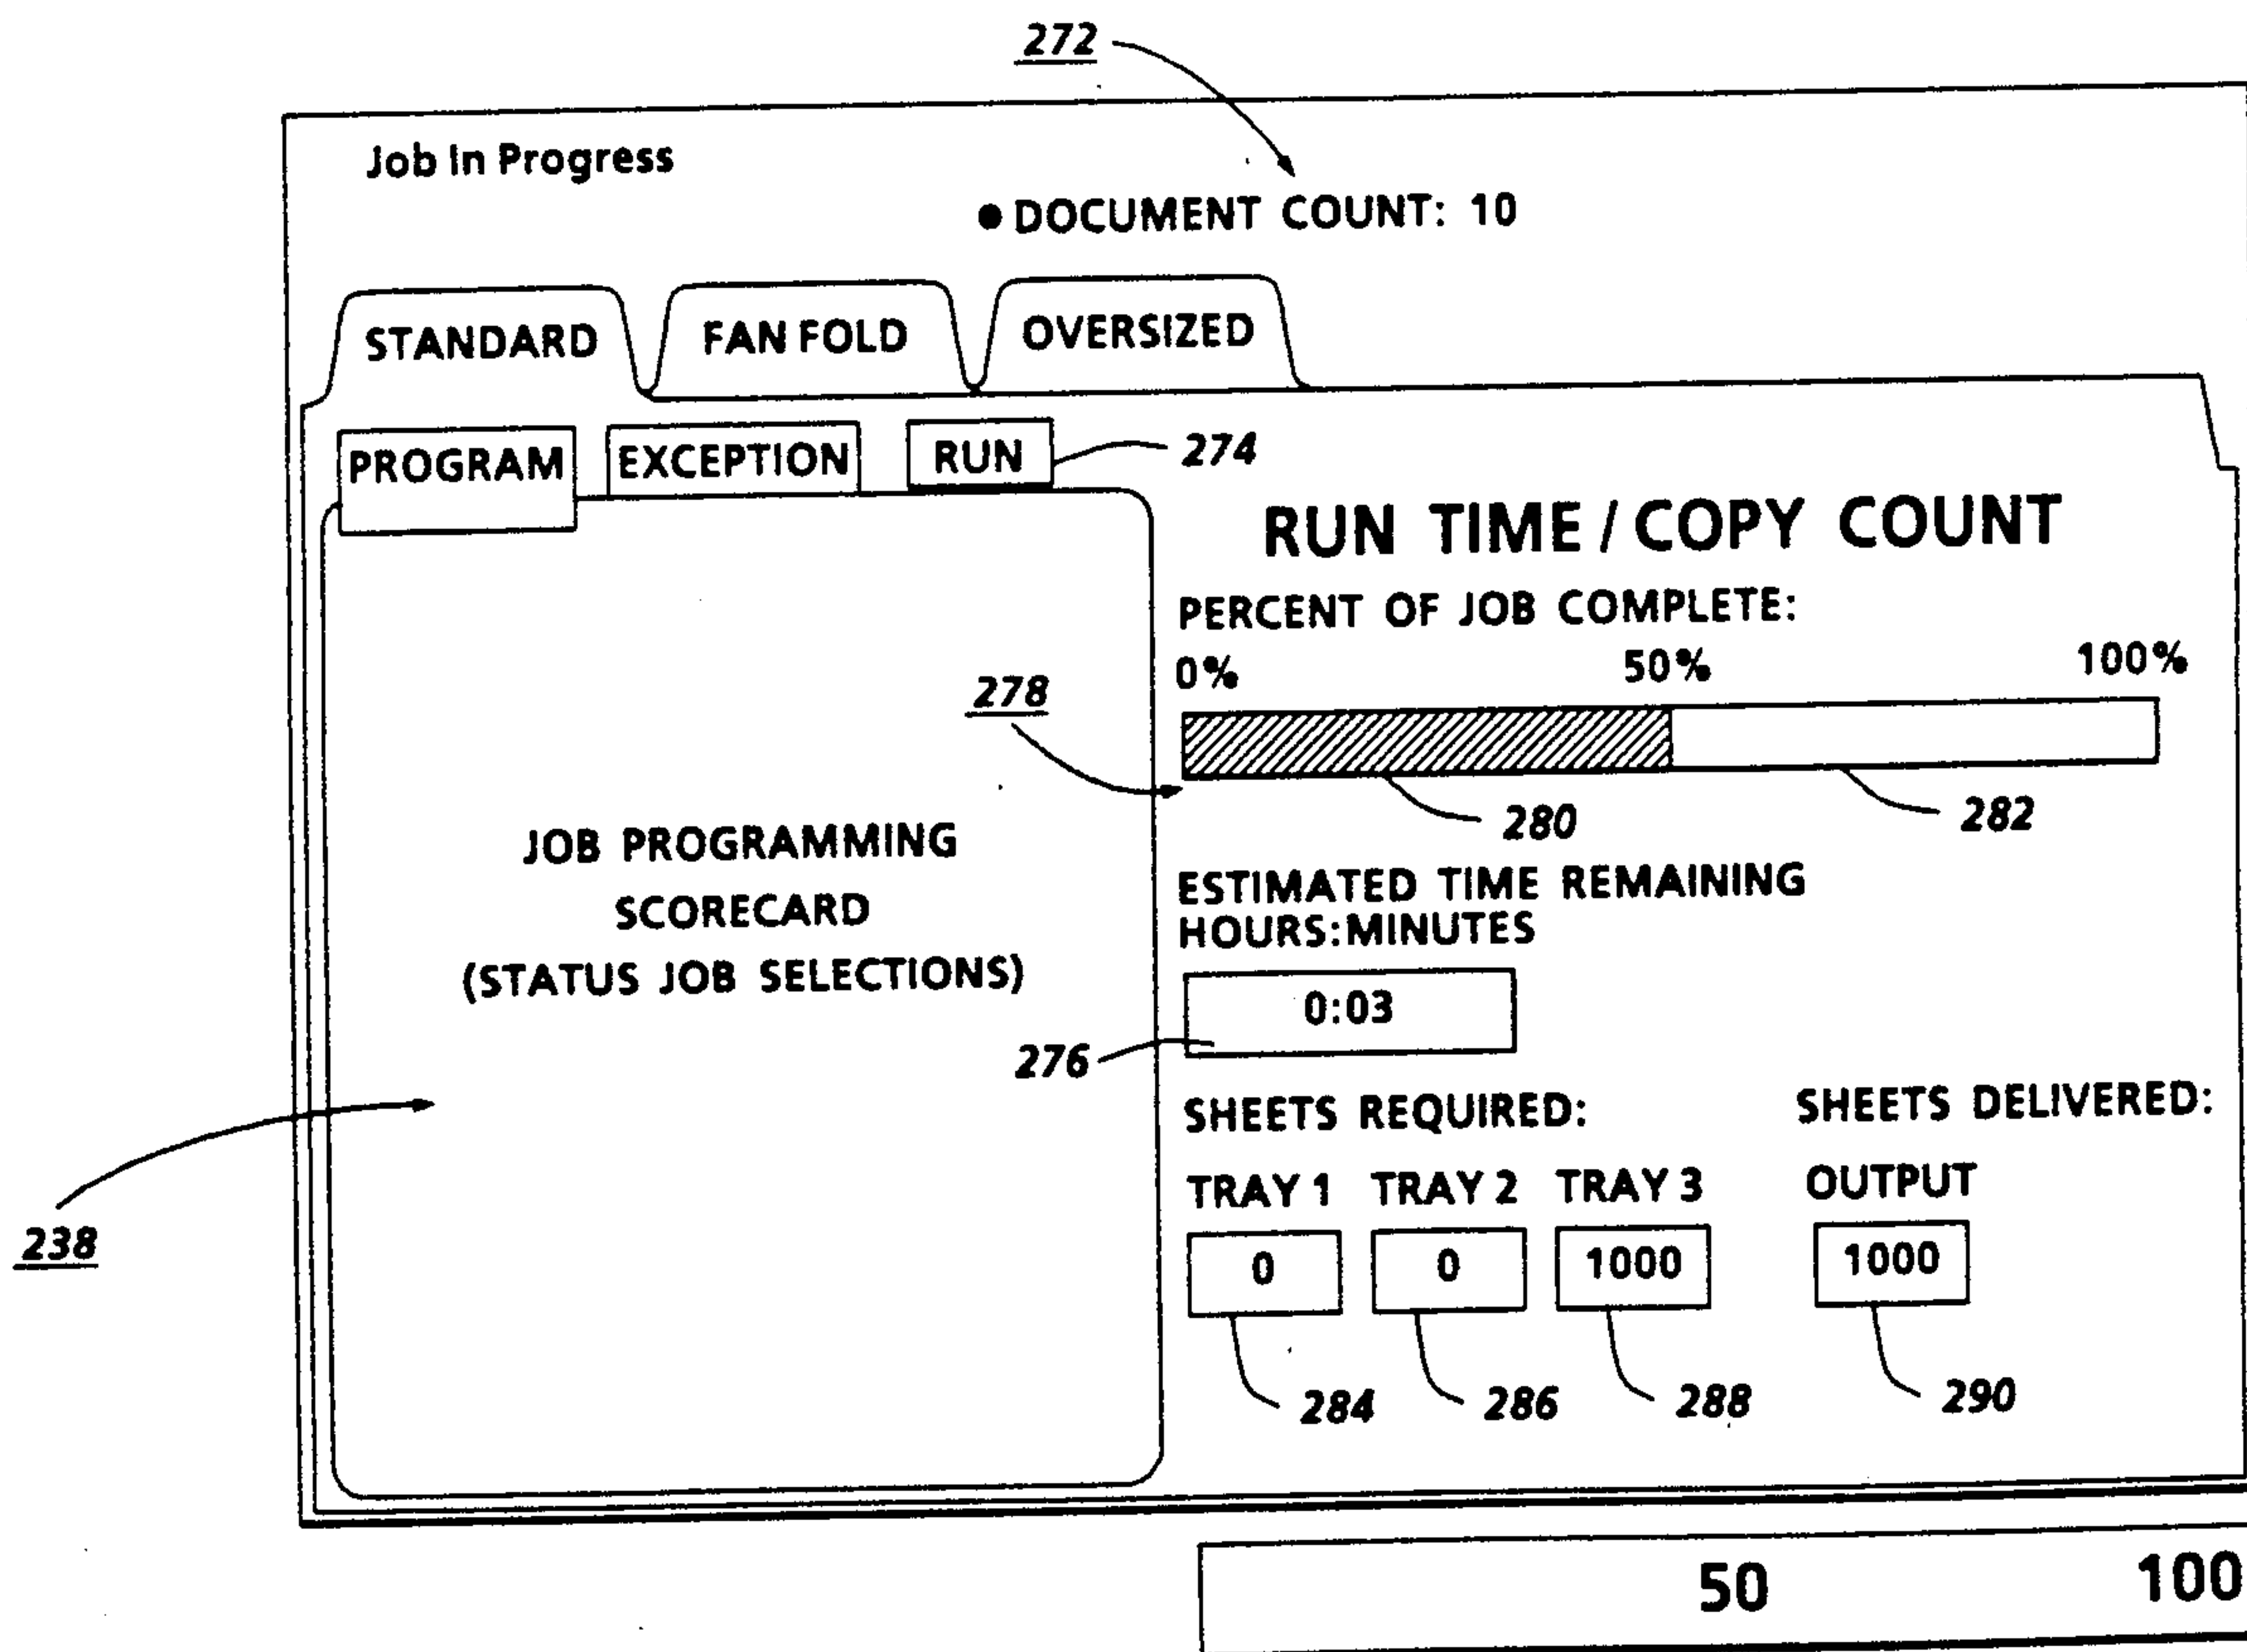 272
Job In Progress
● DOCUMENT COUNT: 10
STANDARD FAN FOLD OVERSIZED
PROGRAM EXCEPTION RUN 274
RUN TIME / COPY COUNT
PERCENT OF JOB COMPLETE:
0% 50% 100%
278
280 282
JOB PROGRAMMING
SCORECARD
(STATUS JOB SELECTIONS)
ESTIMATED TIME REMAINING
HOURS:MINUTES
0:03
276
SHEETS REQUIRED: SHEETS DELIVERED:
TRAY 1 TRAY 2 TRAY 3 OUTPUT
238
0 0 1000 1000
284 286 288 290
50 100